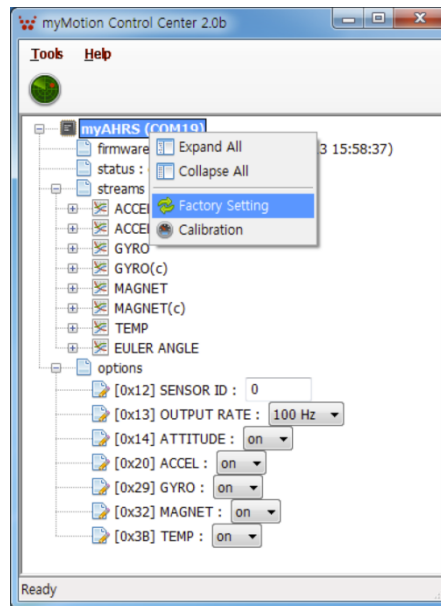 myMotion Control Center 2.0b
Tools Help
myAHRS (COM19)
firmware 3 15:58:37)
Expand All
status :
Collapse All
streams
ACCEL
Factory Setting
ACCEL
Calibration
GYRO
GYRO(c)
MAGNET
MAGNET(c)
TEMP
EULER ANGLE
options
[0x12] SENSOR ID : 0
[0x13] OUTPUT RATE : 100 Hz
[0x14] ATTITUDE : on
[0x20] ACCEL : on
[0x29] GYRO : on
[0x32] MAGNET : on
[0x3B] TEMP : on
Ready